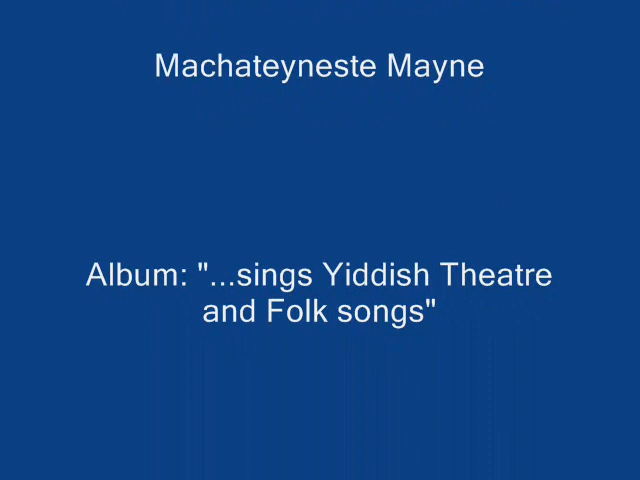 Machateyneste Mayne
Album: "...sings Yiddish Theatre
and Folk songs"